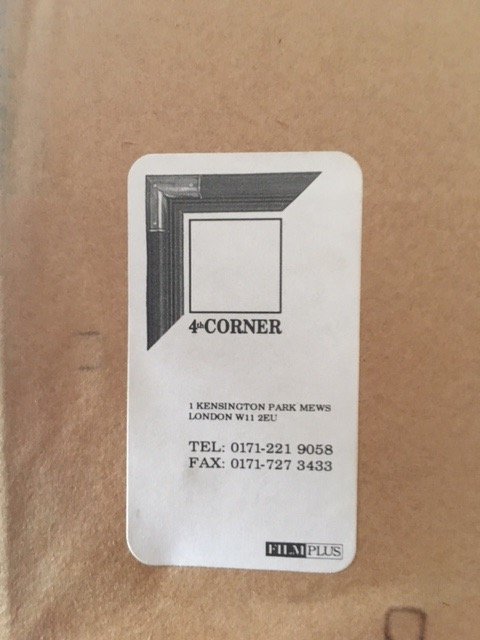 4th CORNER
1 KENSINGTON PARK MEWS
LONDON W11 2EU
TEL: 0171-221 9058
FAX: 0171-727 3433
FILM PLUS